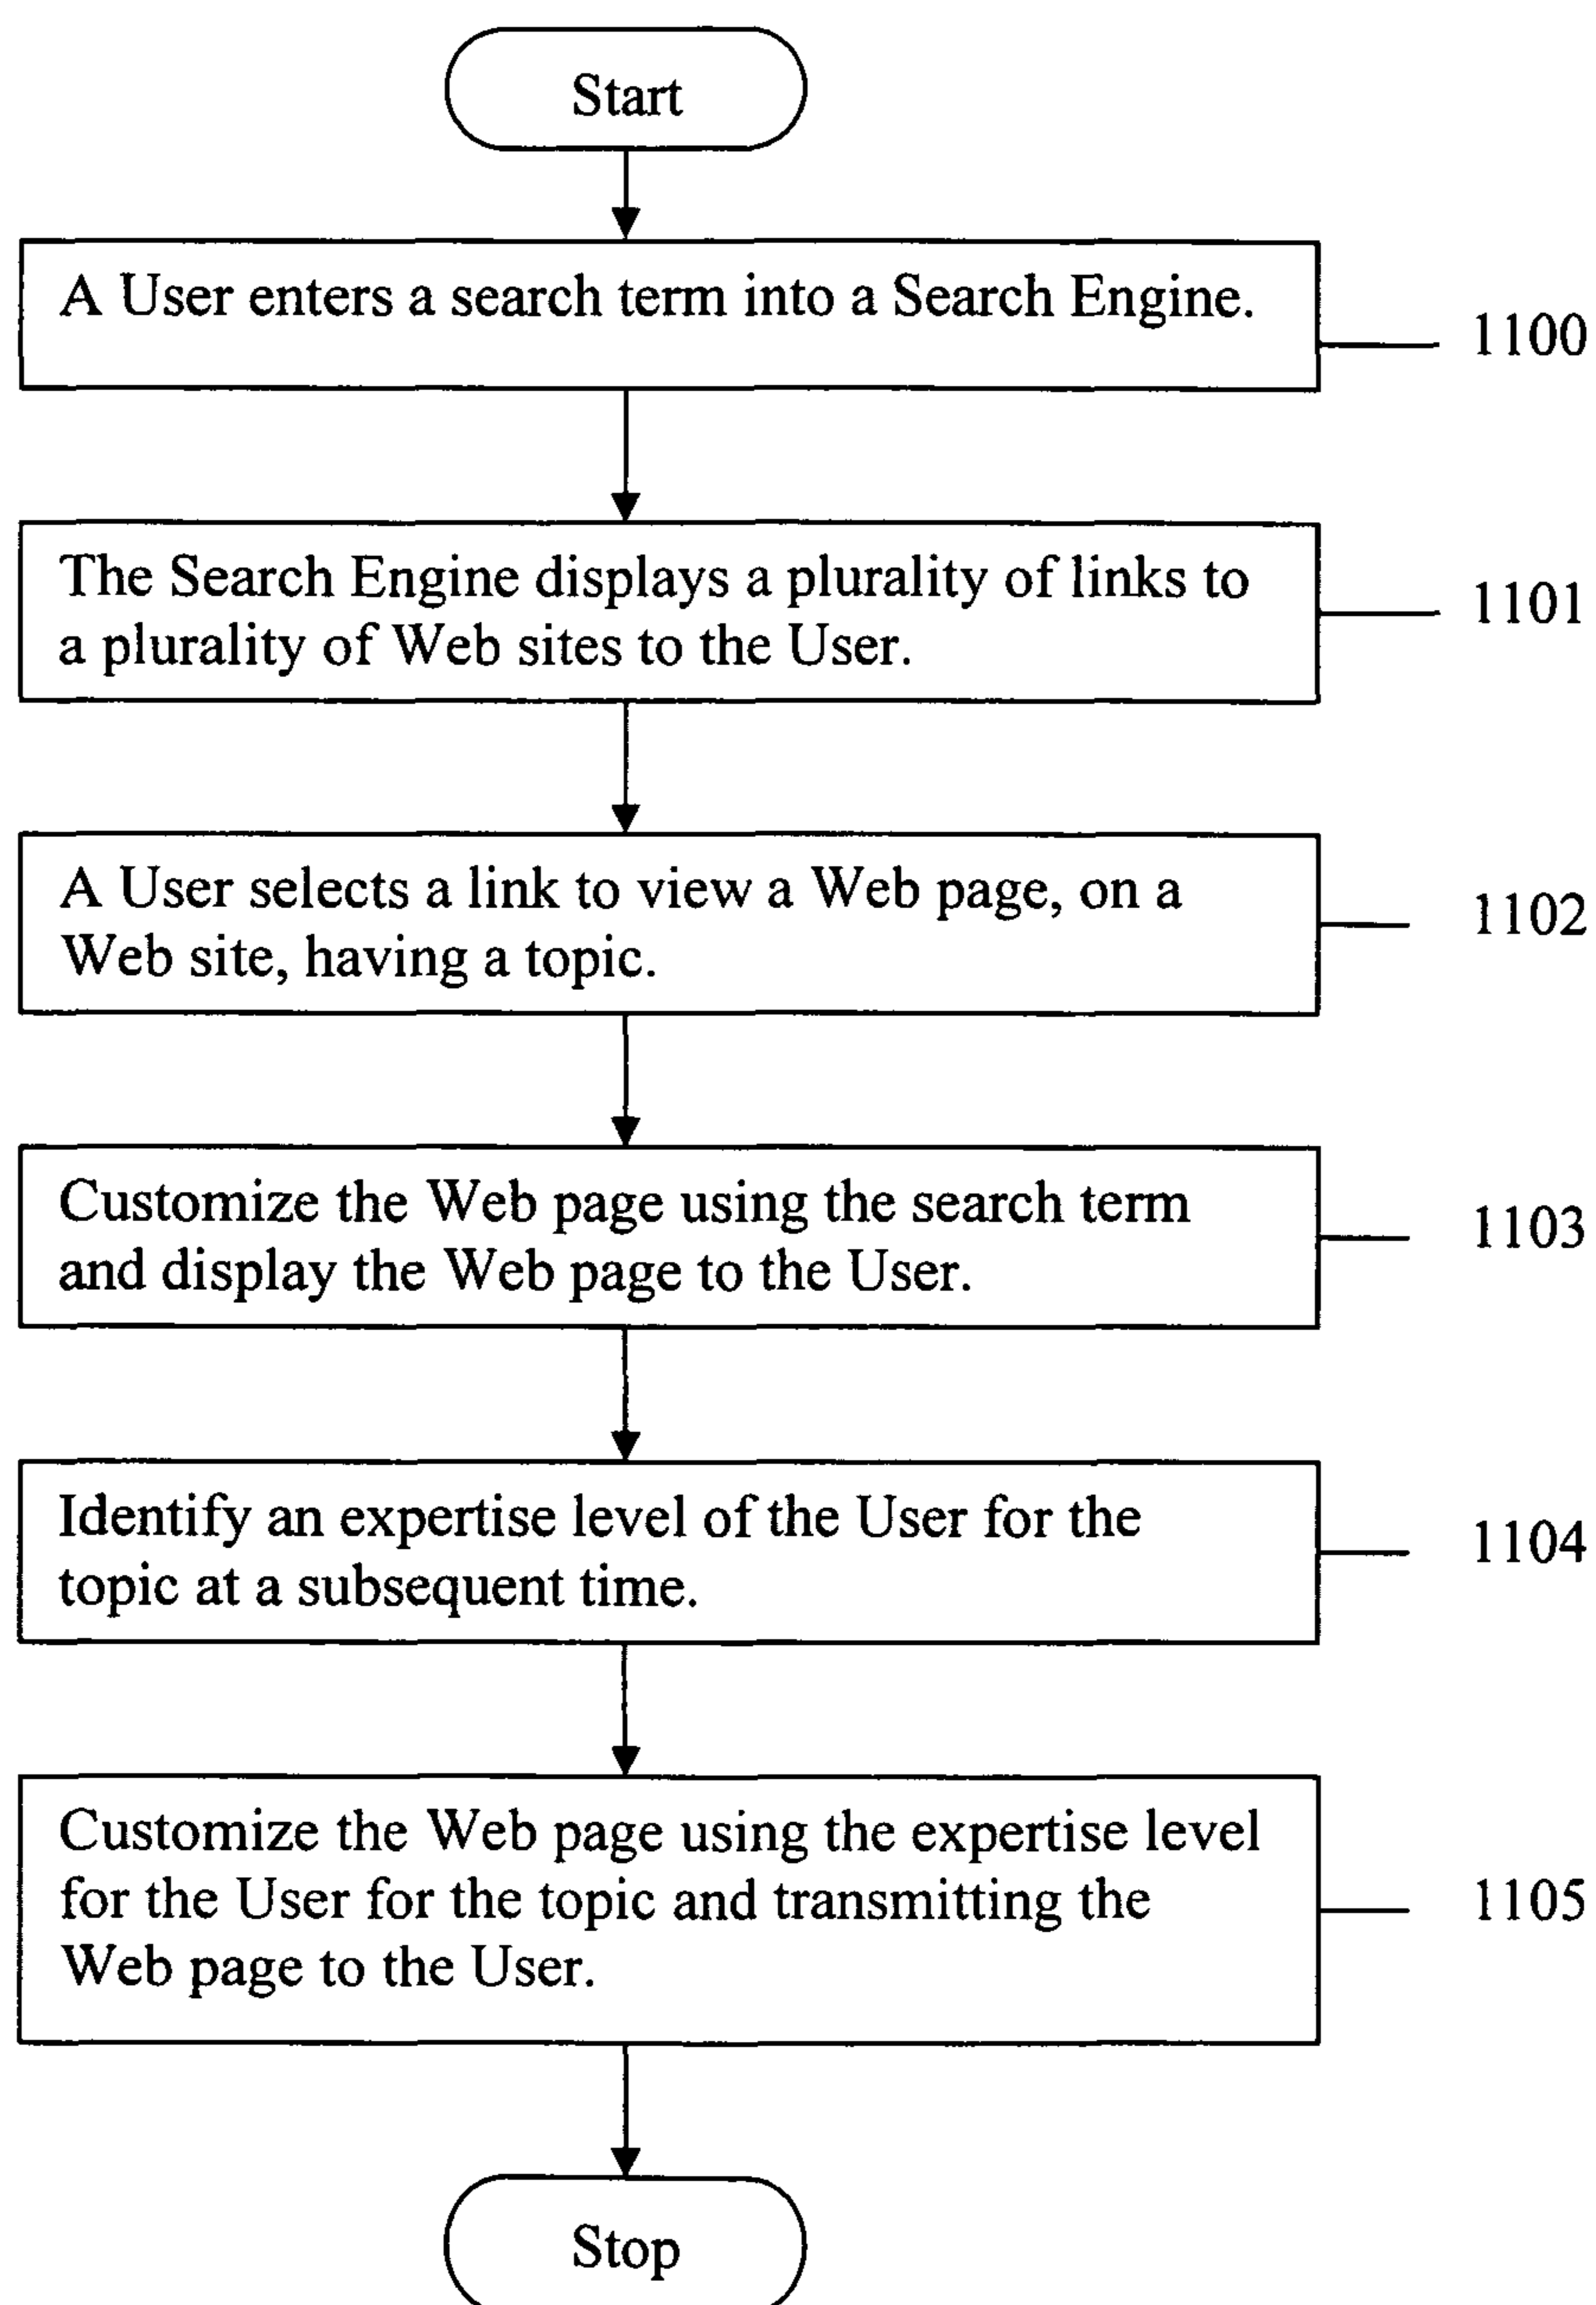 Start
A User enters a search term into a Search Engine.
1100
The Search Engine displays a plurality of links to
a plurality of Web sites to the User.
1101
A User selects a link to view a Web page, on a
Web site, having a topic.
1102
Customize the Web page using the search term
and display the Web page to the User.
1103
Identify an expertise level of the User for the
topic at a subsequent time.
1104
Customize the Web page using the expertise level
for the User for the topic and transmitting the
Web page to the User.
1105
Stop